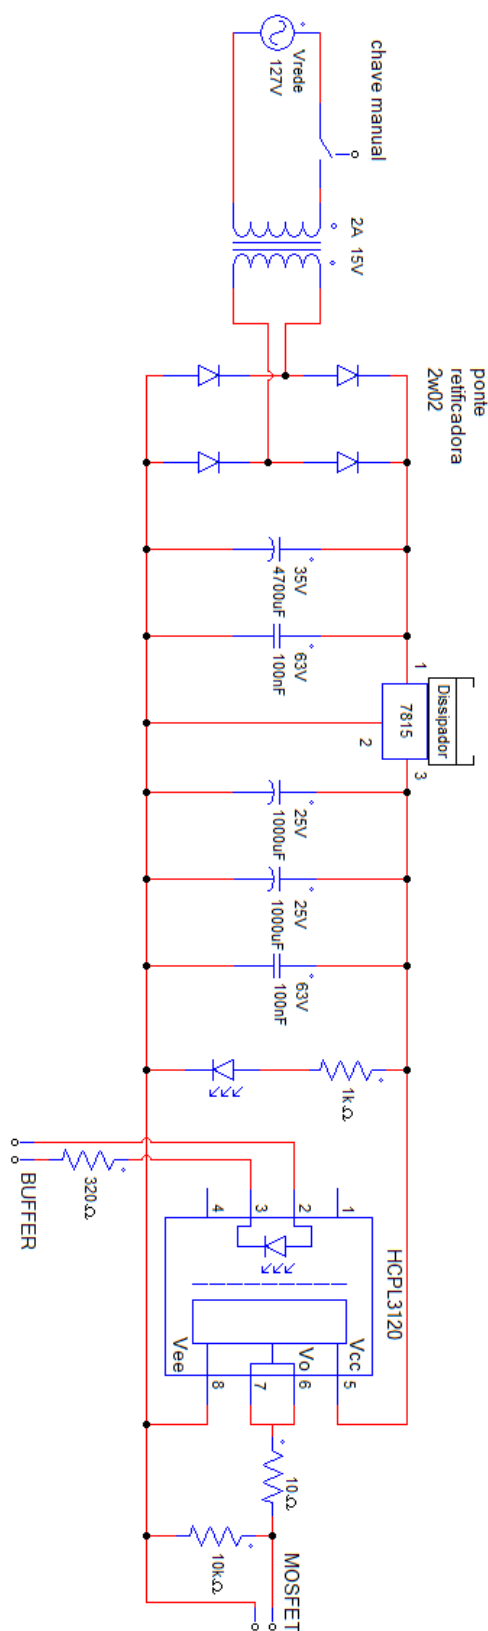 chave manual
Vrede
127V
2A 15V
ponte
retificadora
2w02
35V
4700uF
63V
100nF
Dissipador
7815
1
2
3
25V
1000uF
25V
1000uF
63V
100nF
1kΩ
BUFFER
320Ω
HCPL3120
1
2
3
4
Vcc
Vo
Vee
5
6
7
8
10Ω
10kΩ
MOSFET